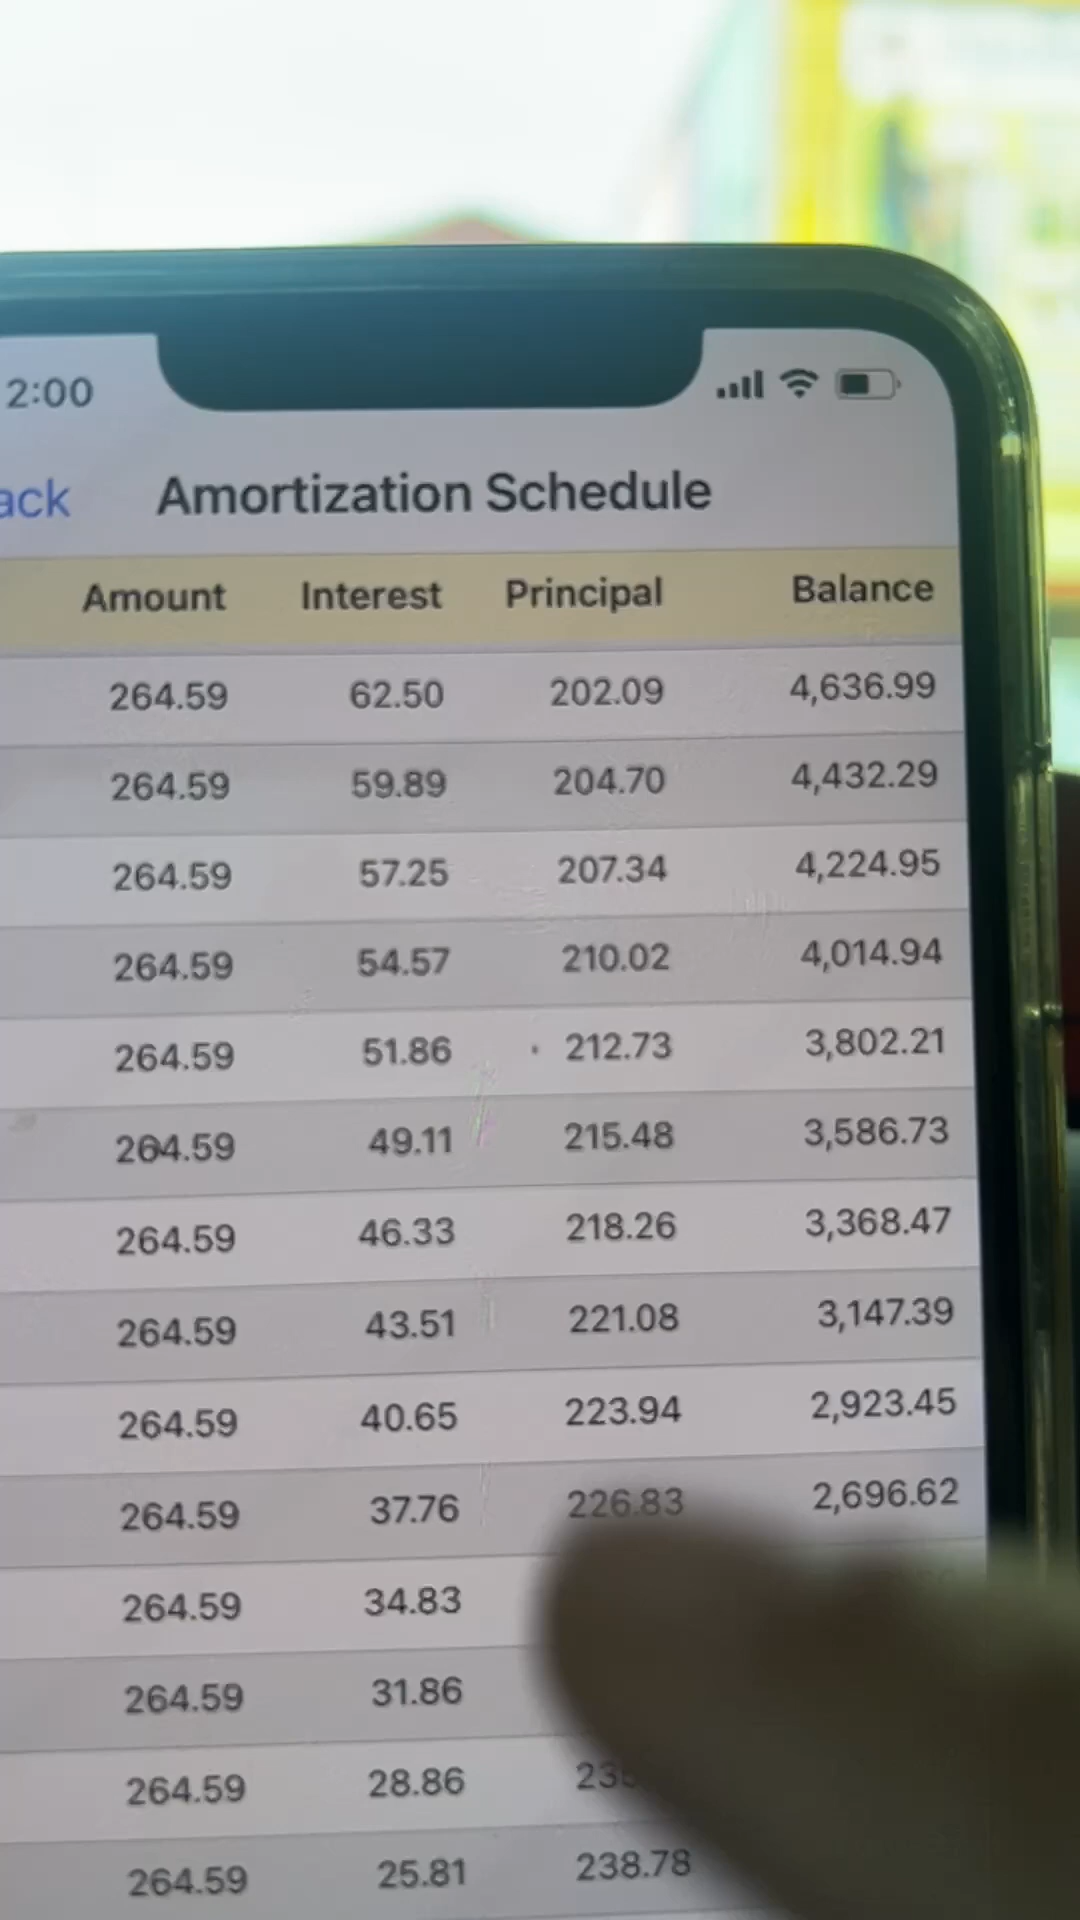 2:00
ack Amortization Schedule
Amount Interest Principal Balance
264.59 62.50 202.09 4,636.99
264.59 59.89 204.70 4,432.29
264.59 57.25 207.34 4,224.95
264.59 54.57 210.02 4,014.94
264.59 51.86 212.73 3,802.21
264.59 49.11 215.48 3,586.73
264.59 46.33 218.26 3,368.47
264.59 43.51 221.08 3,147.39
264.59 40.65 223.94 2,923.45
264.59 37.76 226.83 2,696.62
264.59 34.83
264.59 31.86
264.59 28.86
264.59 25.81 238.78